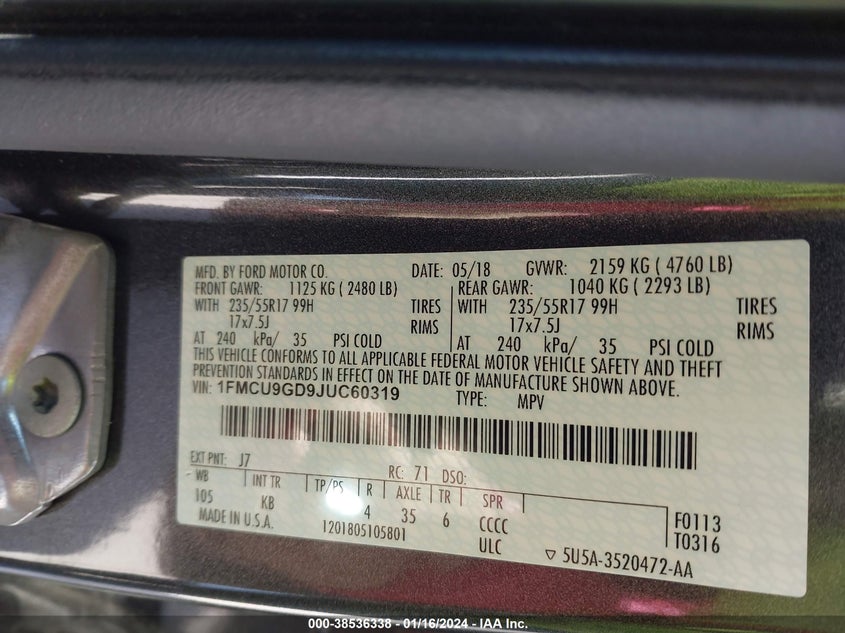 MFD. BY FORD MOTOR CO. DATE: 05/18 GVWR: 2159 KG ( 4760 LB)
FRONT GAWR: 1125 KG ( 2480 LB) REAR GAWR: 1040 KG ( 2293 LB)
WITH 235/55R17 99H TIRES WITH 235/55R17 99H TIRES
17x7.5J RIMS 17x7.5J RIMS
AT 240 kPa/ 35 PSI COLD AT 240 kPa/ 35 PSI COLD
THIS VEHICLE CONFORMS TO ALL APPLICABLE FEDERAL MOTOR VEHICLE SAFETY AND THEFT
PREVENTION STANDARDS IN EFFECT ON THE DATE OF MANUFACTURE SHOWN ABOVE.
VIN: 1FMCU9GD9JUC60319 TYPE: MPV
EXT PNT: J7 RC: 71 DSO:
WB INT TR TP/PS R AXLE TR SPR
105 KB 4 35 6 CCCC F0113
MADE IN U.S.A. 1201805105801 ULC T0316
5U5A-3520472-AA
000-38536338 - 01/16/2024 - IAA Inc.